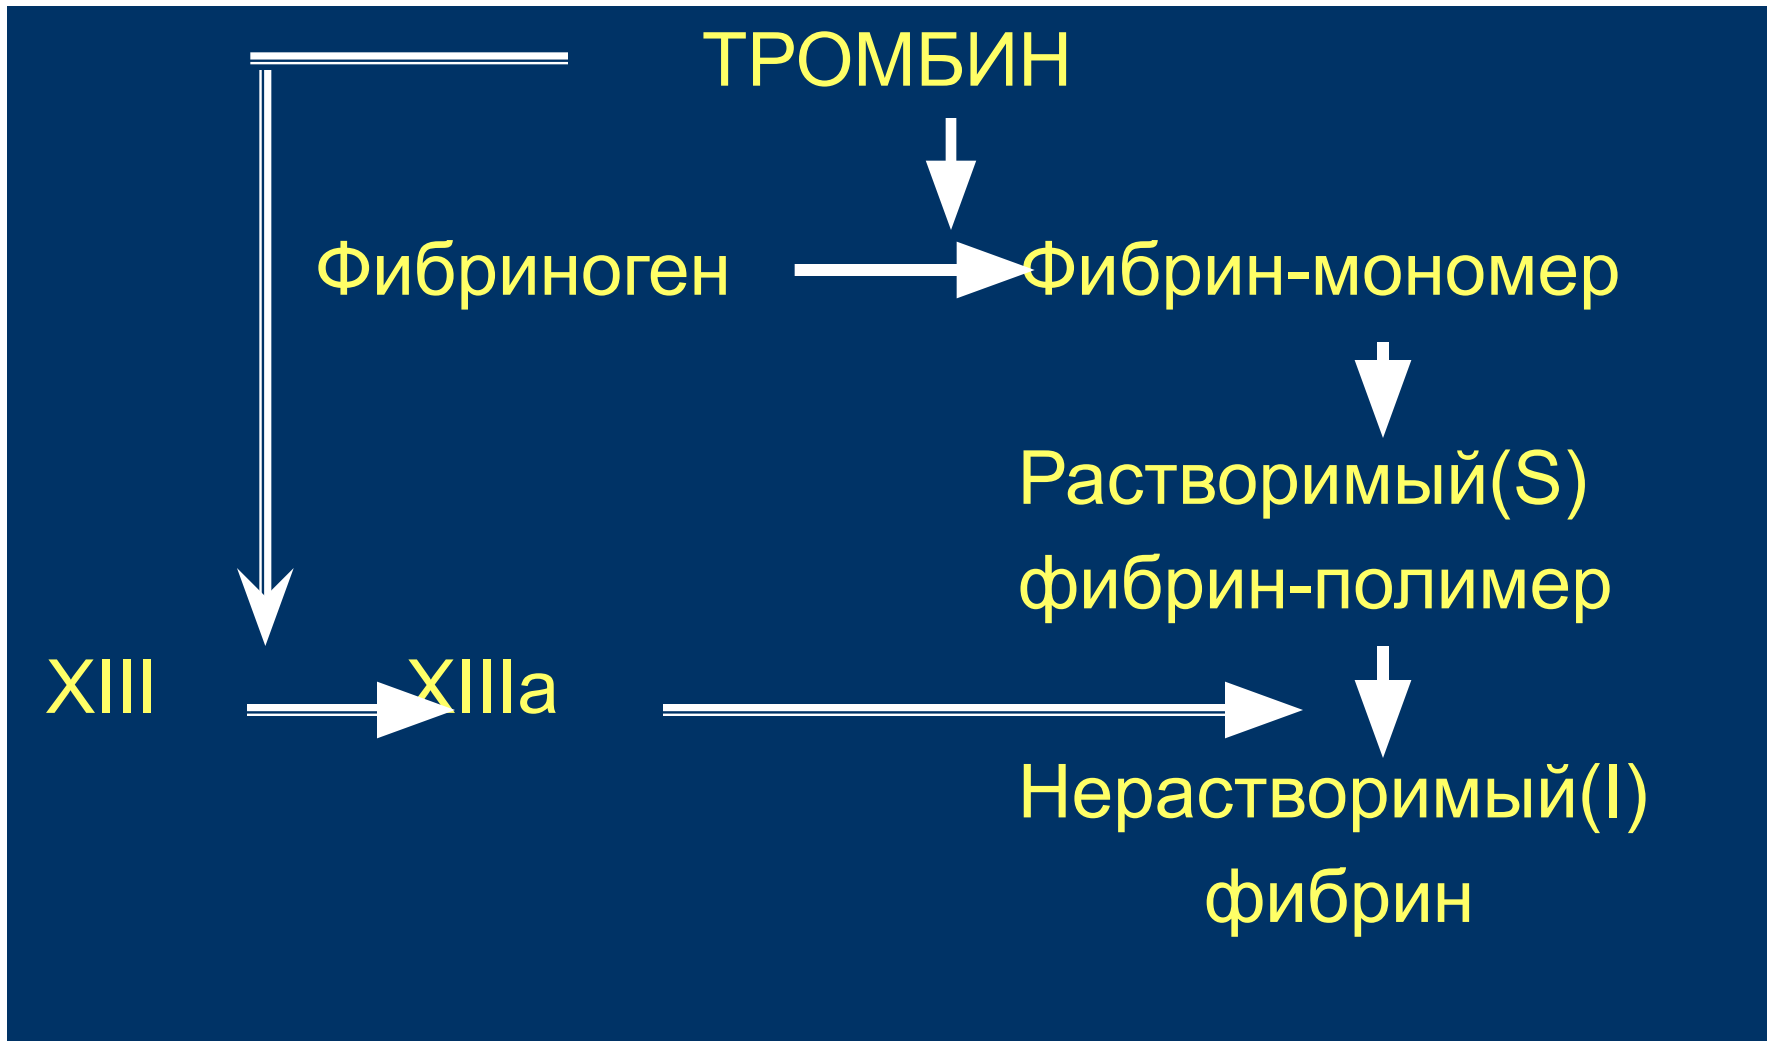 ТРОМБИН
Фибриноген Фибрин-мономер
Растворимый(S)
фибрин-полимер
XIII XIIIa
Нерастворимый(I)
фибрин